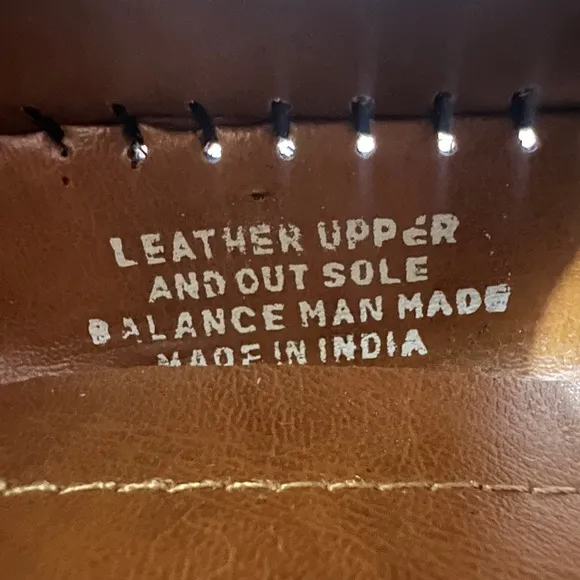 LEATHER UPPER
AND OUT SOLE
BALANCE MAN MADE
MADE IN INDIA